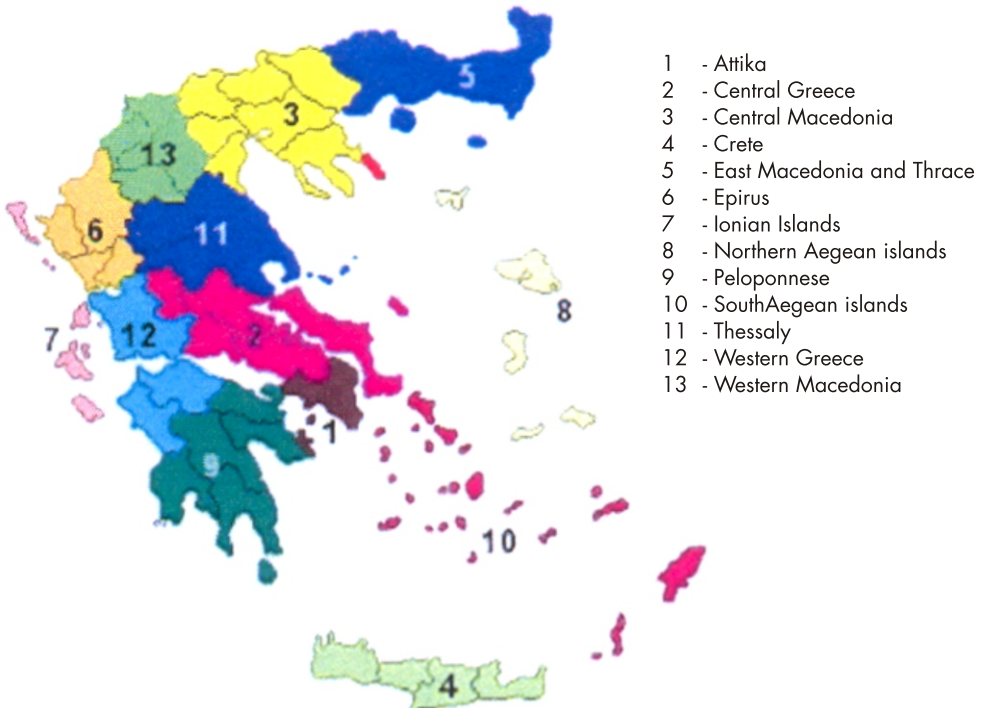 1 - Attika
2 - Central Greece
3 - Central Macedonia
4 - Crete
5 - East Macedonia and Thrace
6 - Epirus
7 - Ionian Islands
8 - Northern Aegean islands
9 - Peloponnese
10 - SouthAegean islands
11 - Thessaly
12 - Western Greece
13 - Western Macedonia
5
3
13
6
11
8
7
12
2
1
9
10
4